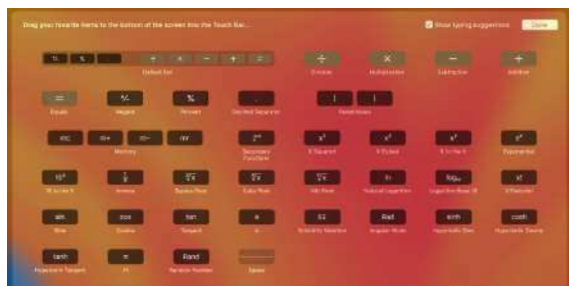 Drag your favorite items to the bottom of the screen into the Touch Bar...
Show typing suggestions
Done
% ÷ × − + =
Default Set
÷ × − +
Divide Multiplication Subtraction Addition
= +/- % . ( )
Equals Negate Percent Decimal Separator Parentheses
mc m+ m- mr 2ⁿᵈ x² x³ xʸ eˣ
Memory Secondary Functions X Squared X Cubed X to the Y Exponential
10ˣ 1/x ²√x ³√x ʸ√x ln log₁₀ x!
10 to the X Inverse Square Root Cube Root Nth Root Natural Logarithm Logarithm Base 10 X Factorial
sin cos tan e EE Rad sinh cosh
Sine Cosine Tangent e Scientific Notation Angular Mode Hyperbolic Sine Hyperbolic Cosine
tanh π Rand
Hyperbolic Tangent Pi Random Number Space